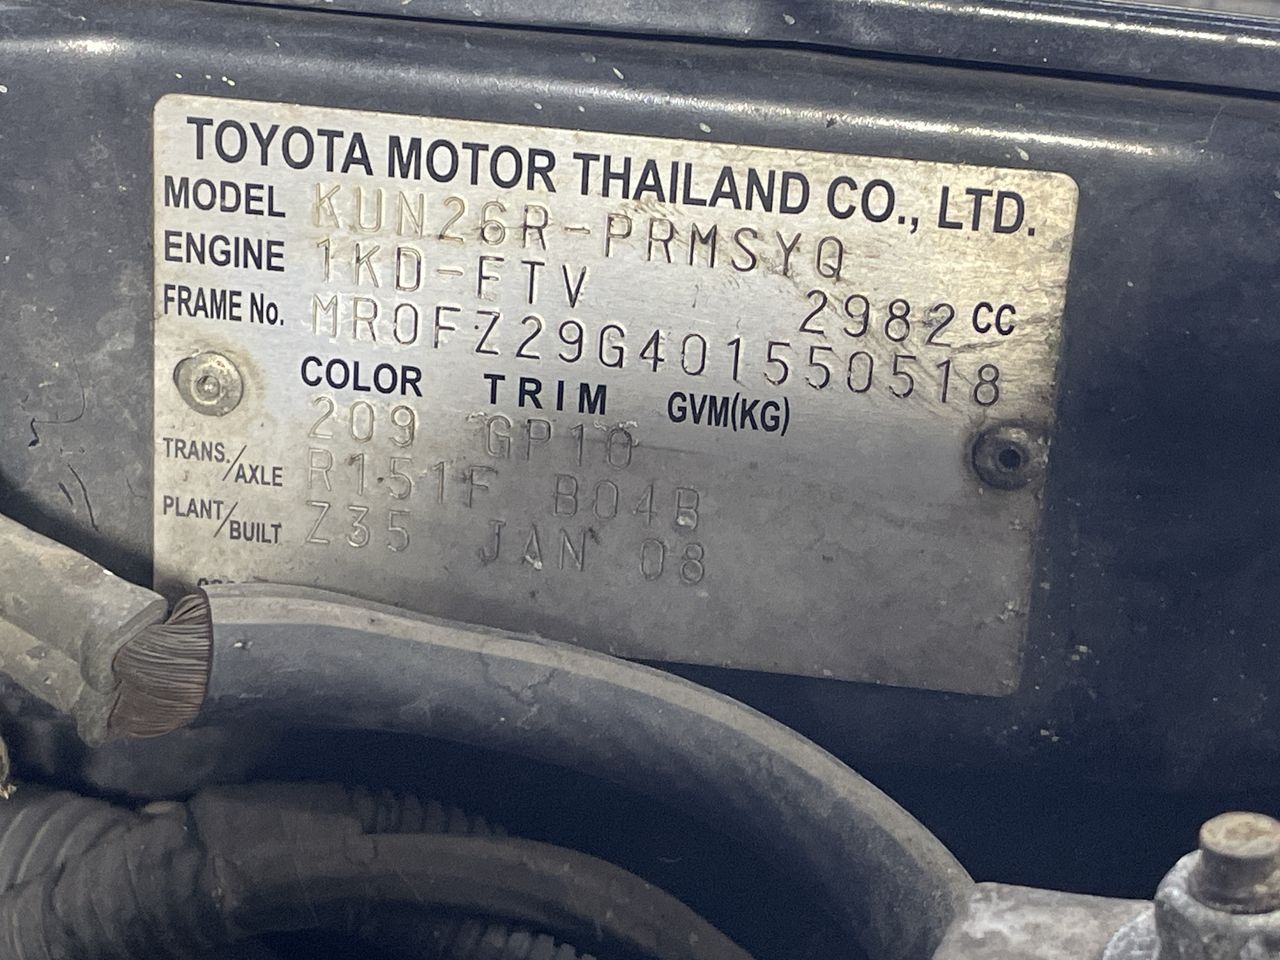 TOYOTA MOTOR THAILAND CO., LTD.
MODEL KUN26R-PRMSYQ
ENGINE 1KD-FTV 2982 CC
FRAME No. MR0FZ29G401550518
COLOR TRIM GVM(KG)
209 GP10
TRANS./AXLE R151F B04B
PLANT/BUILT Z35 JAN 08